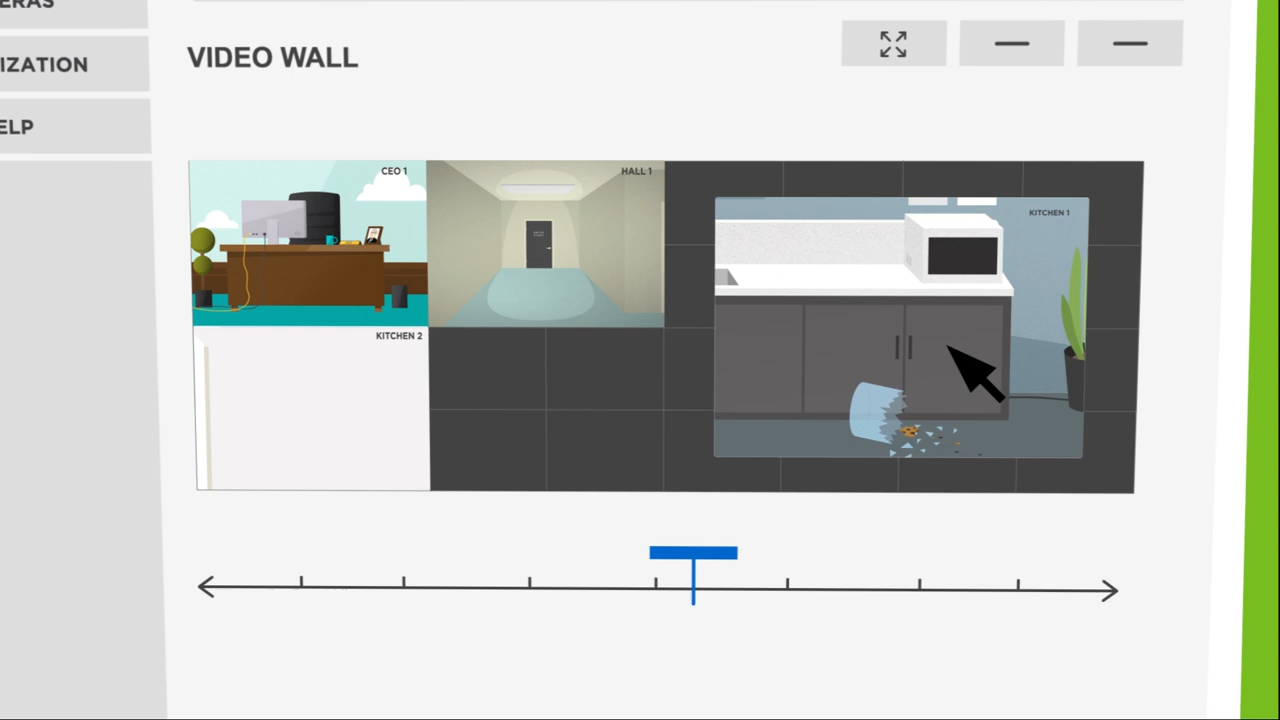 ERAS
IZATION
ELP
VIDEO WALL
CEO 1
HALL 1
KITCHEN 1
KITCHEN 2